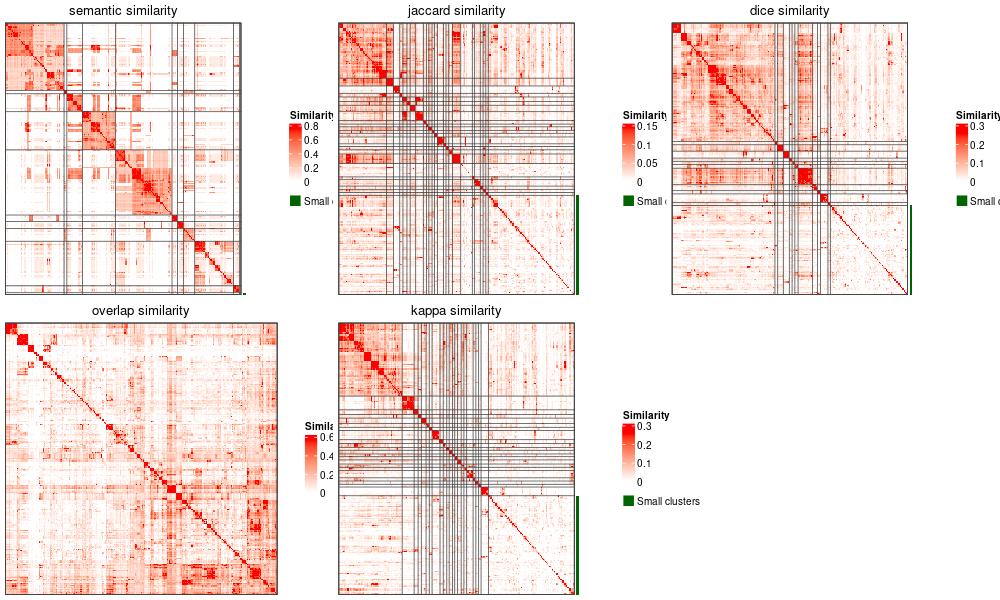 semantic similarity
Similarity
0.8
0.6
0.4
0.2
0
Small
jaccard similarity
Similarity
0.15
0.1
0.05
0
Small
dice similarity
Similarity
0.3
0.2
0.1
0
Small
overlap similarity
Simila
0.6
0.4
0.2
0
kappa similarity
Similarity
0.3
0.2
0.1
0
Small clusters